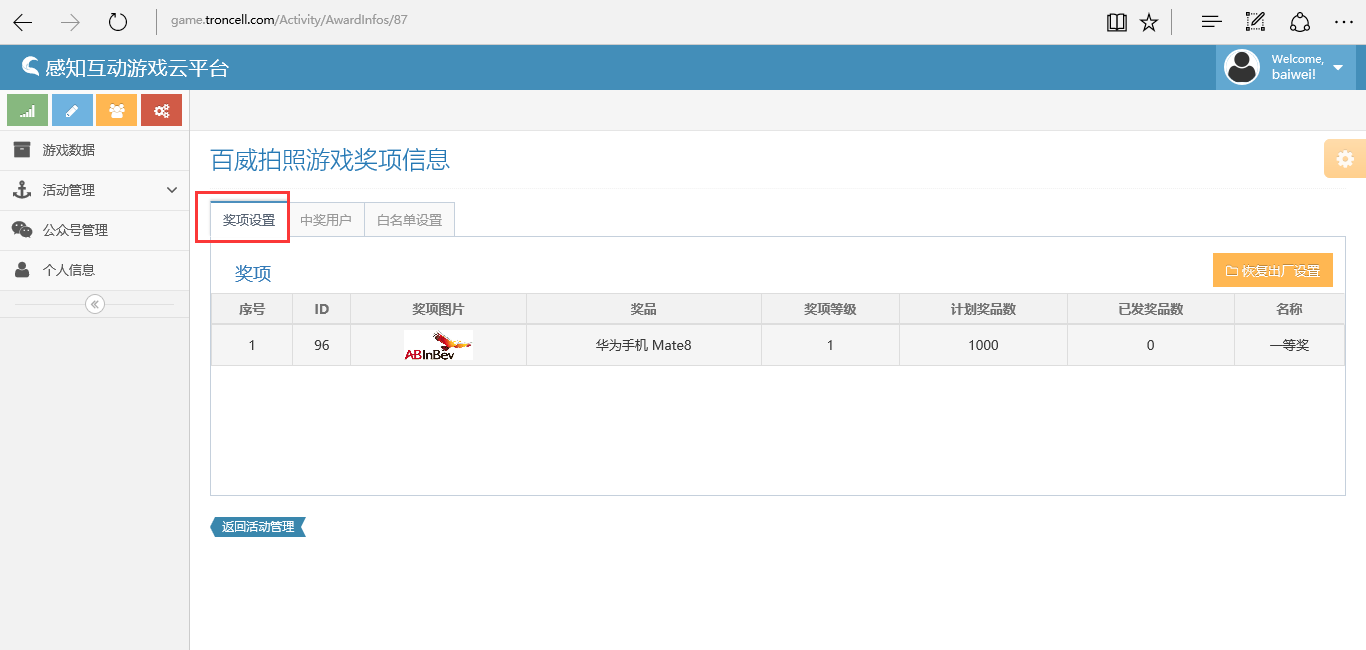 game.troncell.com/Activity/AwardInfos/87
感知互动游戏云平台
Welcome,
baiwei!
游戏数据
活动管理
公众号管理
个人信息
百威拍照游戏奖项信息
奖项设置 中奖用户 白名单设置
奖项
恢复出厂设置
序号 ID 奖项图片 奖品 奖项等级 计划奖品数 已发奖品数 名称
1 96 ABInBev 华为手机 Mate8 1 1000 0 一等奖
返回活动管理